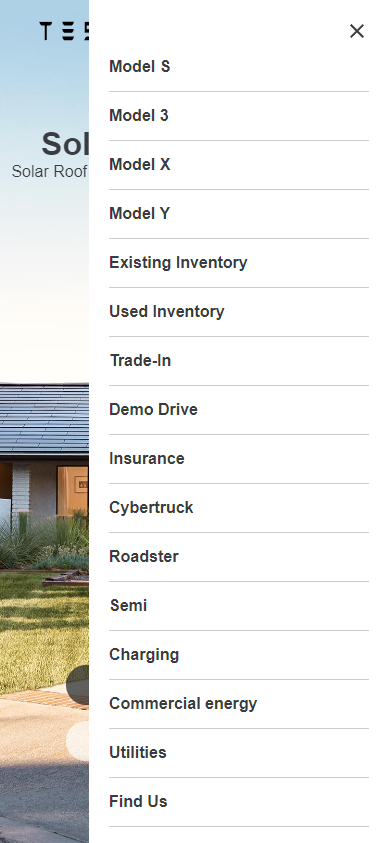 TES
Model S
Model 3
Sol
Solar Roof
Model X
Model Y
Existing Inventory
Used Inventory
Trade-In
Demo Drive
Insurance
Cybertruck
Roadster
Semi
Charging
Commercial energy
Utilities
Find Us